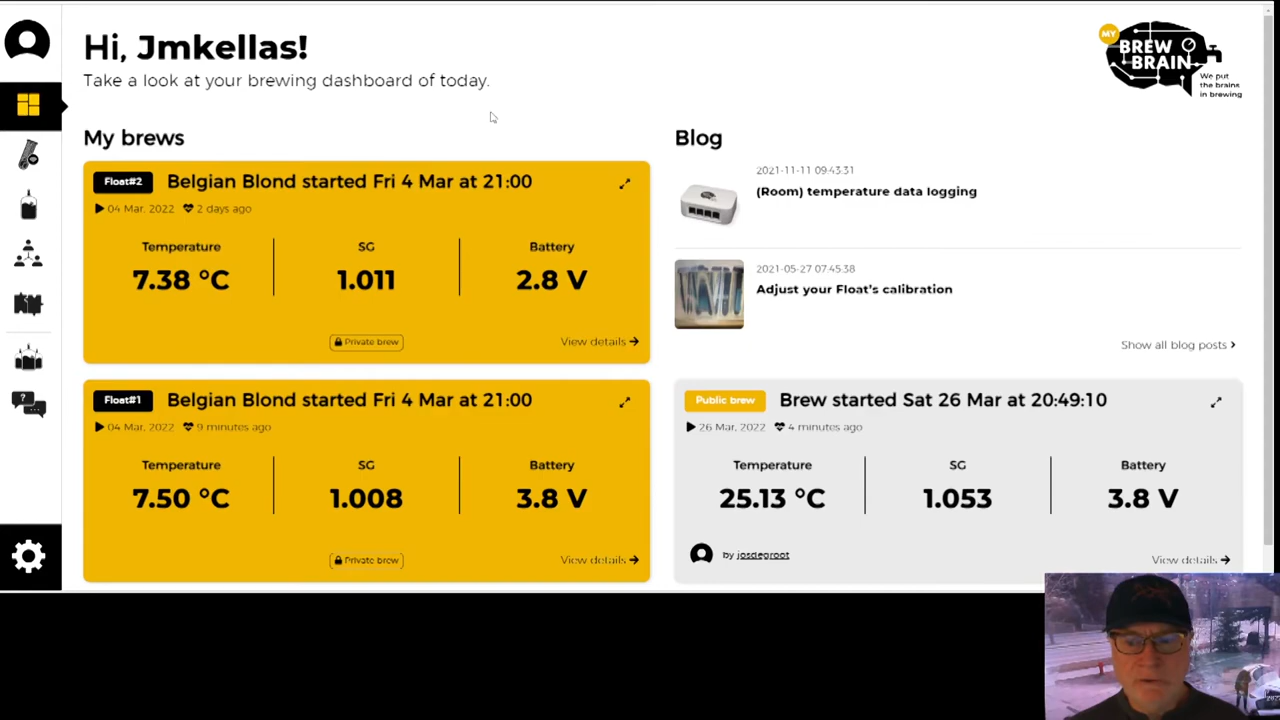 Hi, Jmkellas!
Take a look at your brewing dashboard of today.
MY
BREW
BRAIN
We put
the brains
in brewing
My brews
Float#2
Belgian Blond started Fri 4 Mar at 21:00
04 Mar, 2022
2 days ago
Temperature
SG
Battery
7.38 °C
1.011
2.8 V
Private brew
View details
Float#1
Belgian Blond started Fri 4 Mar at 21:00
04 Mar, 2022
9 minutes ago
Temperature
SG
Battery
7.50 °C
1.008
3.8 V
Private brew
View details
Blog
2021-11-11 09:43:31
(Room) temperature data logging
2021-05-27 07:45:38
Adjust your Float's calibration
Show all blog posts
Public brew
Brew started Sat 26 Mar at 20:49:10
26 Mar, 2022
4 minutes ago
Temperature
SG
Battery
25.13 °C
1.053
3.8 V
by josdegroot
View details